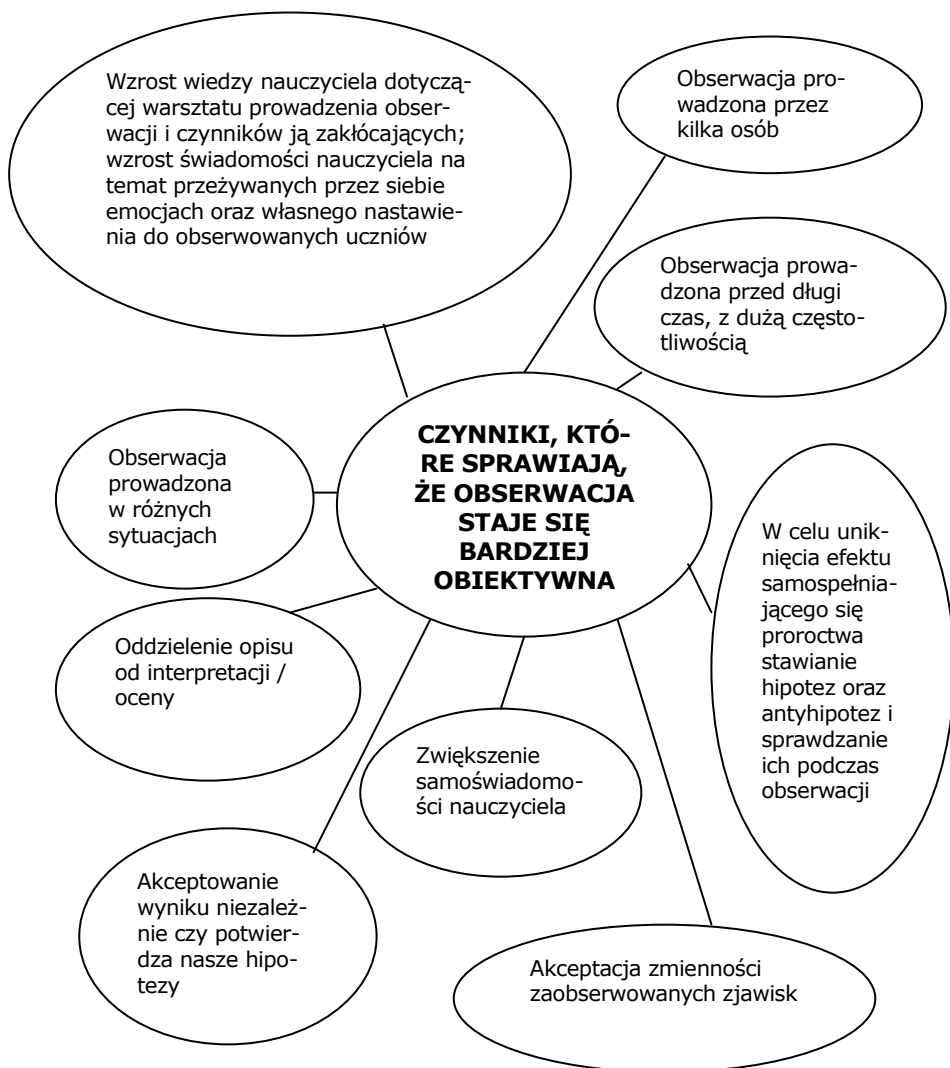 Wzrost wiedzy nauczyciela dotyczą-
cej warsztatu prowadzenia obser-
wacji i czynników ją zakłócających;
wzrost świadomości nauczyciela na
temat przeżywanych przez siebie
emocjach oraz własnego nastawie-
nia do obserwowanych uczniów
Obserwacja pro-
wadzona przez
kilka osób
Obserwacja prowa-
dzona przed długi
czas, z dużą często-
tliwością
CZYNNIKI, KTÓ-
RE SPRAWIAJĄ,
ŻE OBSERWACJA
STAJE SIĘ
BARDZIEJ
OBIEKTYWNA
Obserwacja
prowadzona
w różnych
sytuacjach
W celu unik-
nięcia efektu
samospełnia-
jącego się
proroctwa
stawianie
hipotez oraz
antyhipotez i
sprawdzanie
ich podczas
obserwacji
Oddzielenie opisu
od interpretacji /
oceny
Zwiększenie
samoświadomo-
ści nauczyciela
Akceptowanie
wyniku niezależ-
nie czy potwier-
dza nasze hipo-
tezy
Akceptacja zmienności
zaobserwowanych zjawisk